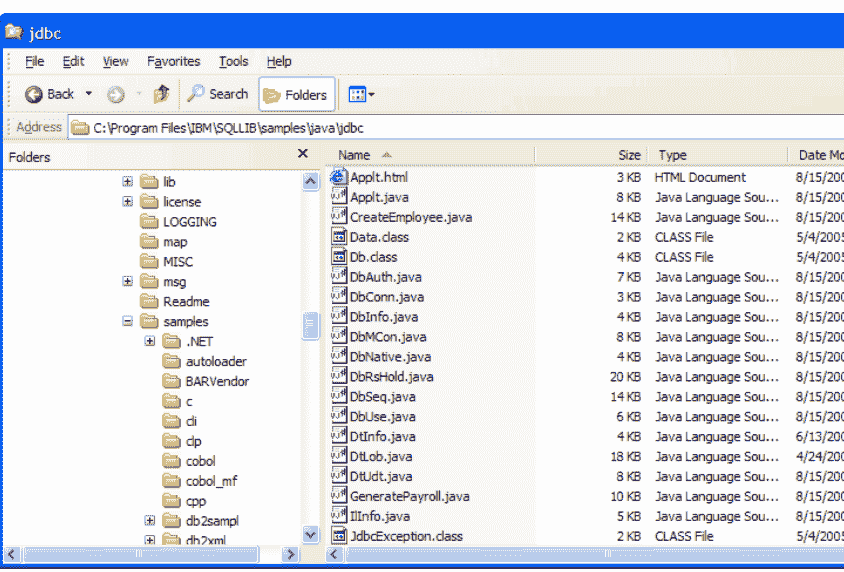 jdbc
File Edit View Favorites Tools Help
Back Search Folders
Address C:\Program Files\IBM\SQLLIB\samples\java\jdbc
Folders
lib
license
LOGGING
map
MISC
msg
Readme
samples
.NET
autoloader
BARVendor
c
cli
clp
cobol
cobol_mf
cpp
db2sampl
db2xml
Name Size Type Date Mo
Applt.html 3 KB HTML Document 8/15/200
Applt.java 8 KB Java Language Sou... 8/15/200
CreateEmployee.java 14 KB Java Language Sou... 8/15/200
Data.class 2 KB CLASS File 5/4/2005
Db.class 4 KB CLASS File 5/4/2005
DbAuth.java 7 KB Java Language Sou... 8/15/200
DbConn.java 3 KB Java Language Sou... 8/15/200
DbInfo.java 4 KB Java Language Sou... 8/15/200
DbMCon.java 8 KB Java Language Sou... 8/15/200
DbNative.java 4 KB Java Language Sou... 8/15/200
DbRsHold.java 20 KB Java Language Sou... 8/15/200
DbSeq.java 14 KB Java Language Sou... 8/15/200
DbUse.java 6 KB Java Language Sou... 8/15/200
DtInfo.java 4 KB Java Language Sou... 6/13/200
DtLob.java 18 KB Java Language Sou... 4/24/200
DtUdt.java 8 KB Java Language Sou... 8/15/200
GeneratePayroll.java 10 KB Java Language Sou... 8/15/200
IlInfo.java 5 KB Java Language Sou... 8/15/200
JdbcException.class 2 KB CLASS File 5/4/2005